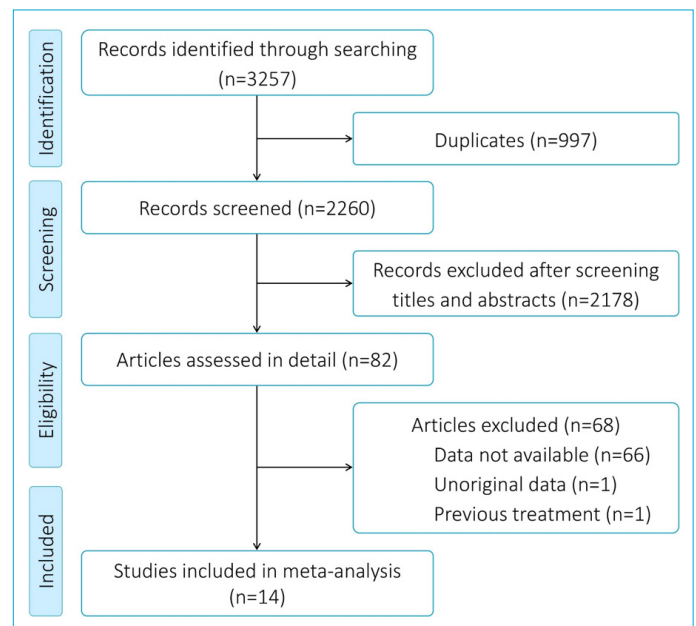 Identification
Records identified through searching
(n=3257)
Duplicates (n=997)
Screening
Records screened (n=2260)
Records excluded after screening
titles and abstracts (n=2178)
Eligibility
Articles assessed in detail (n=82)
Articles excluded (n=68)
Data not available (n=66)
Unoriginal data (n=1)
Previous treatment (n=1)
Included
Studies included in meta-analysis
(n=14)